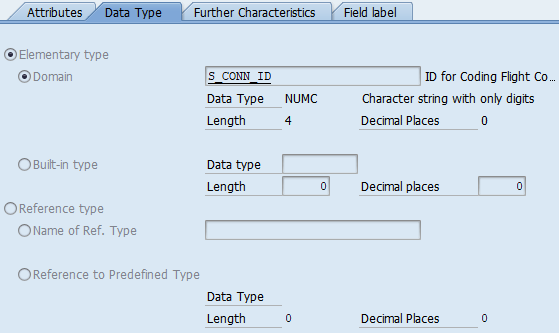 Attributes Data Type Further Characteristics Field label
Elementary type
Domain S_CONN_ID ID for Coding Flight Co...
Data Type NUMC Character string with only digits
Length 4 Decimal Places 0
Built-in type Data type
Length 0 Decimal places 0
Reference type
Name of Ref. Type
Reference to Predefined Type
Data Type
Length 0 Decimal Places 0